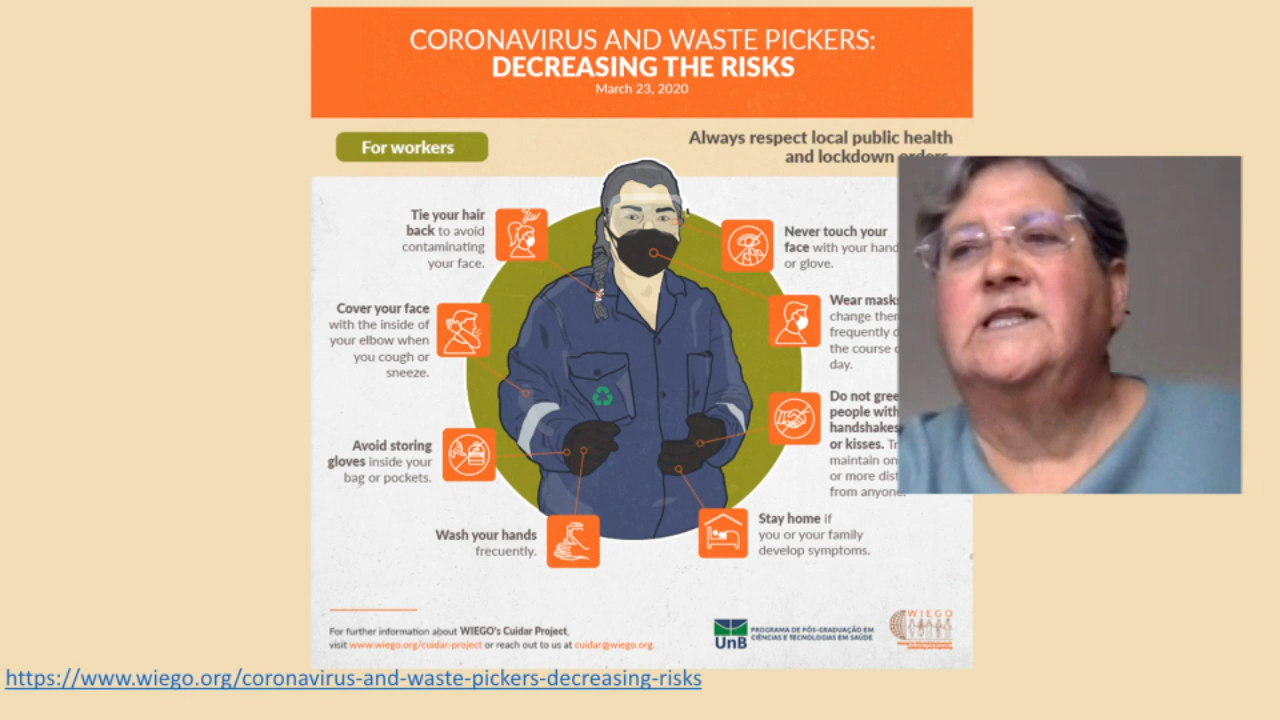 CORONAVIRUS AND WASTE PICKERS:
DECREASING THE RISKS
March 23, 2020
For workers
Always respect local public health
and lockdown orders.
Tie your hair
back to avoid
contaminating
your face.
Cover your face
with the inside of
your elbow when
you cough or
sneeze.
Avoid storing
gloves inside your
bag or pockets.
Wash your hands
frecuently.
Never touch your
face with your hand
or glove.
Wear masks
change
frequently
the course
day.
Do not
people with
handshakes
or kisses.
maintain
or more
from anyone.
Stay home if
you or your family
develop symptoms.
For further information about WIEGO's Cuidar Project,
visit www.wiego.org/cuidar-project or reach out to us at cuidar@wiego.org.
UnB
PROGRAMA DE PÓS-GRADUAÇÃO EM
CIÊNCIAS E TECNOLOGIAS EM SAÚDE
WIEGO
https://www.wiego.org/coronavirus-and-waste-pickers-decreasing-risks